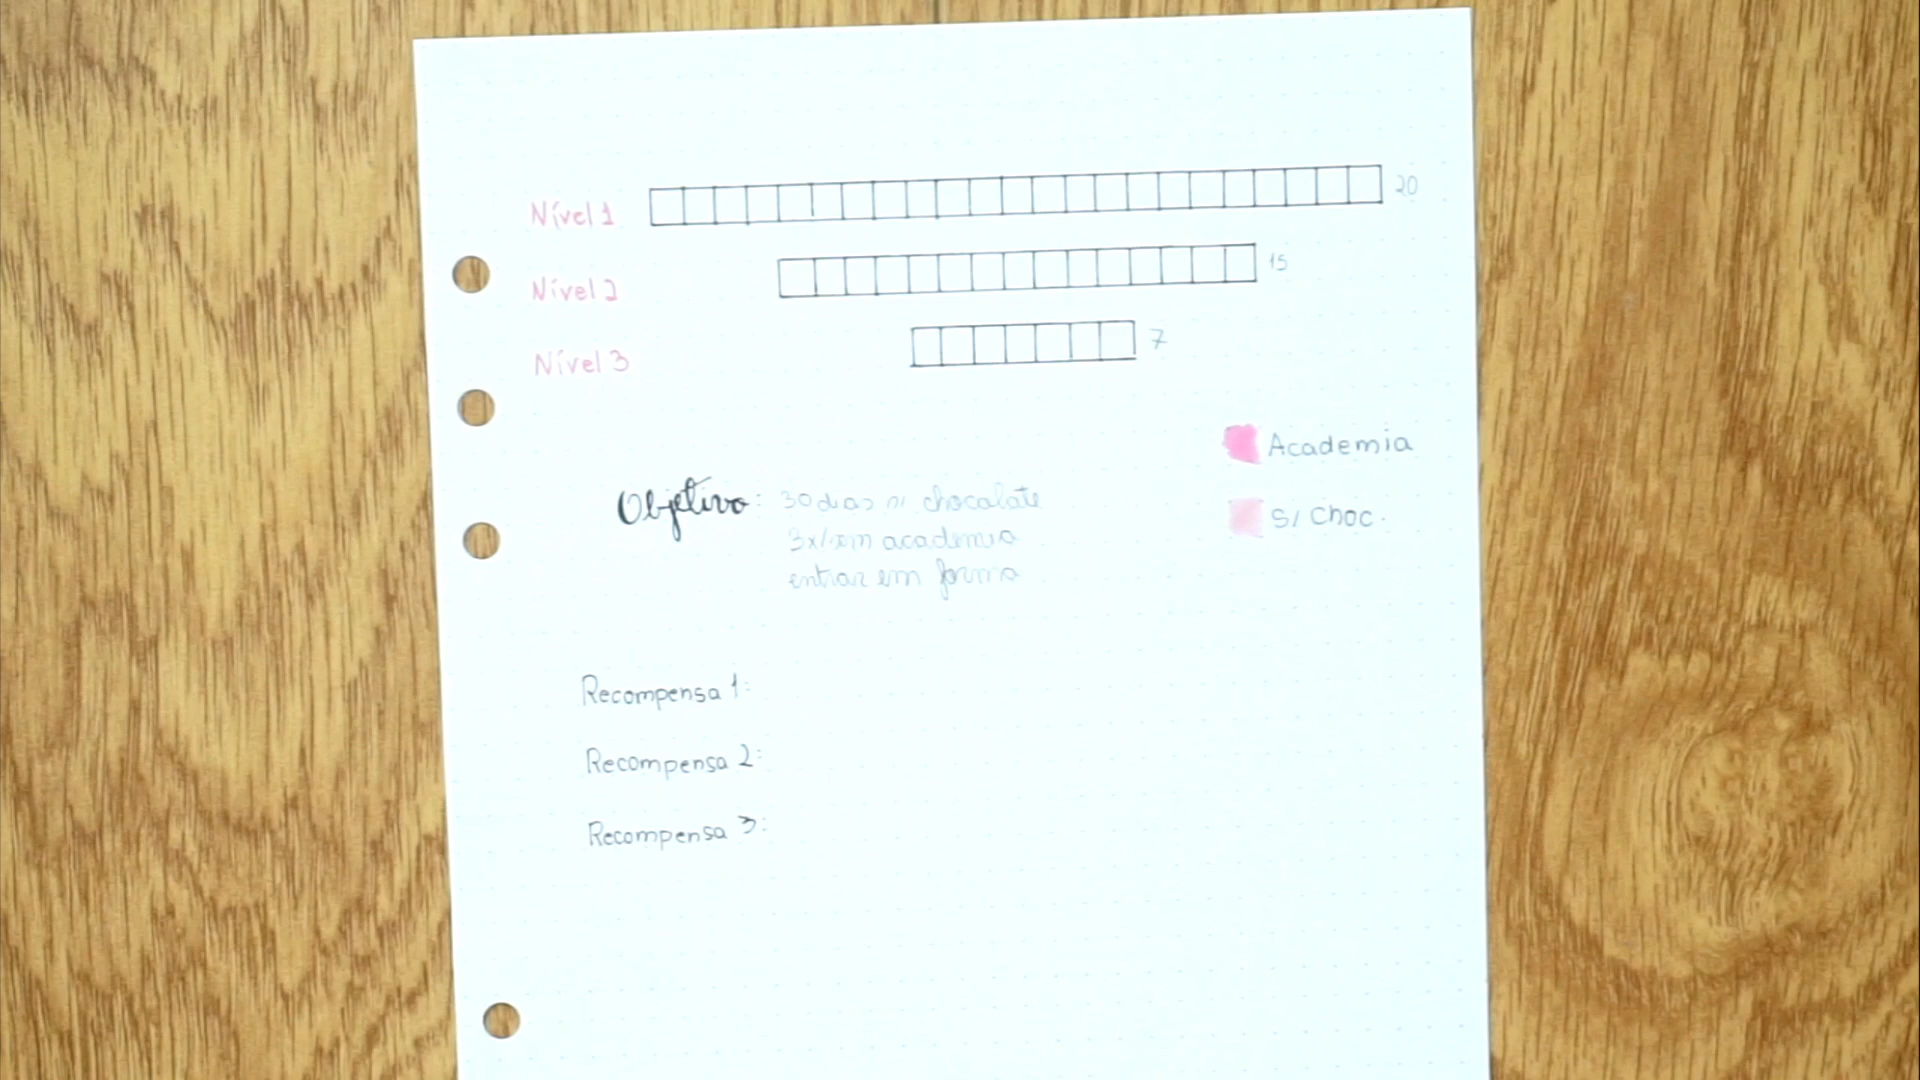 Nível 1 20
Nível 2 15
Nível 3 7
Academia
Objetivo: 30 dias s/ chocolate
S/ Choc.
3x/sem academia
entrar em forma
Recompensa 1:
Recompensa 2:
Recompensa 3: